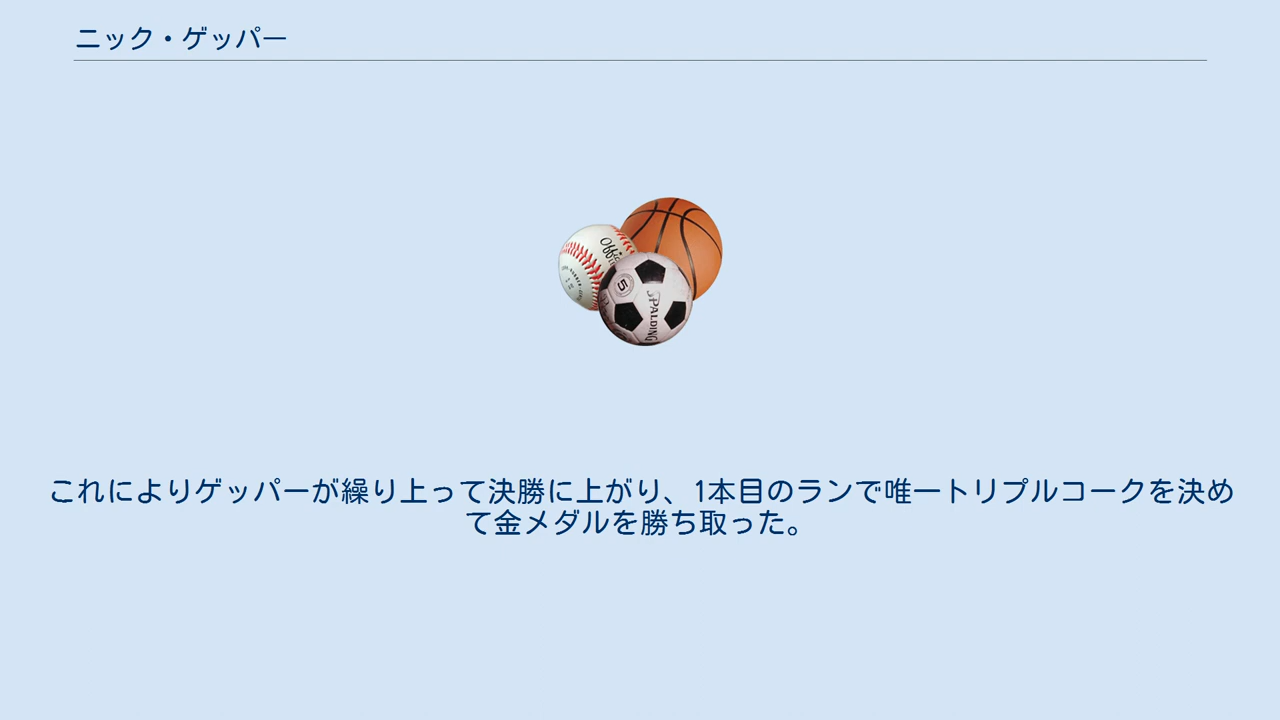 ニック・ゲッパー
Offi
5
SPALDING
これによりゲッパーが繰り上って決勝に上がり、1本目のランで唯一トリプルコークを決め
て金メダルを勝ち取った。